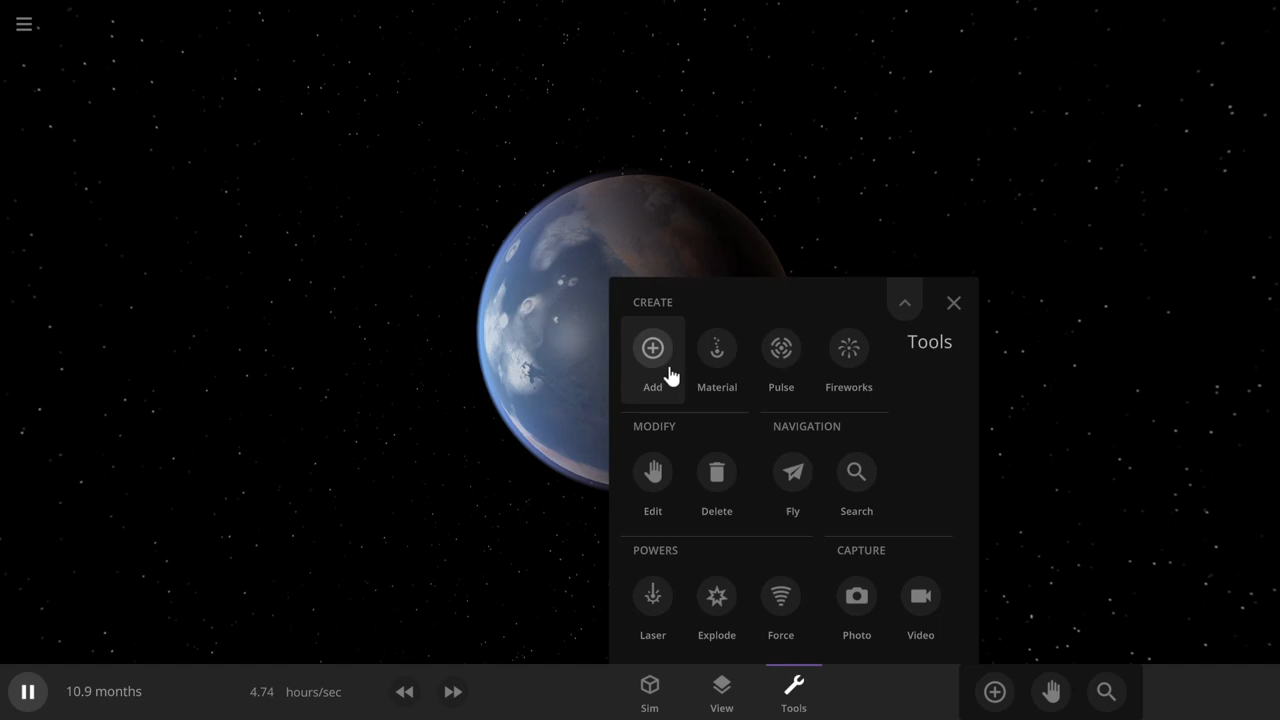 CREATE
Tools
Add Material Pulse Fireworks
MODIFY NAVIGATION
Edit Delete Fly Search
POWERS CAPTURE
Laser Explode Force Photo Video
10.9 months 4.74 hours/sec Sim View Tools